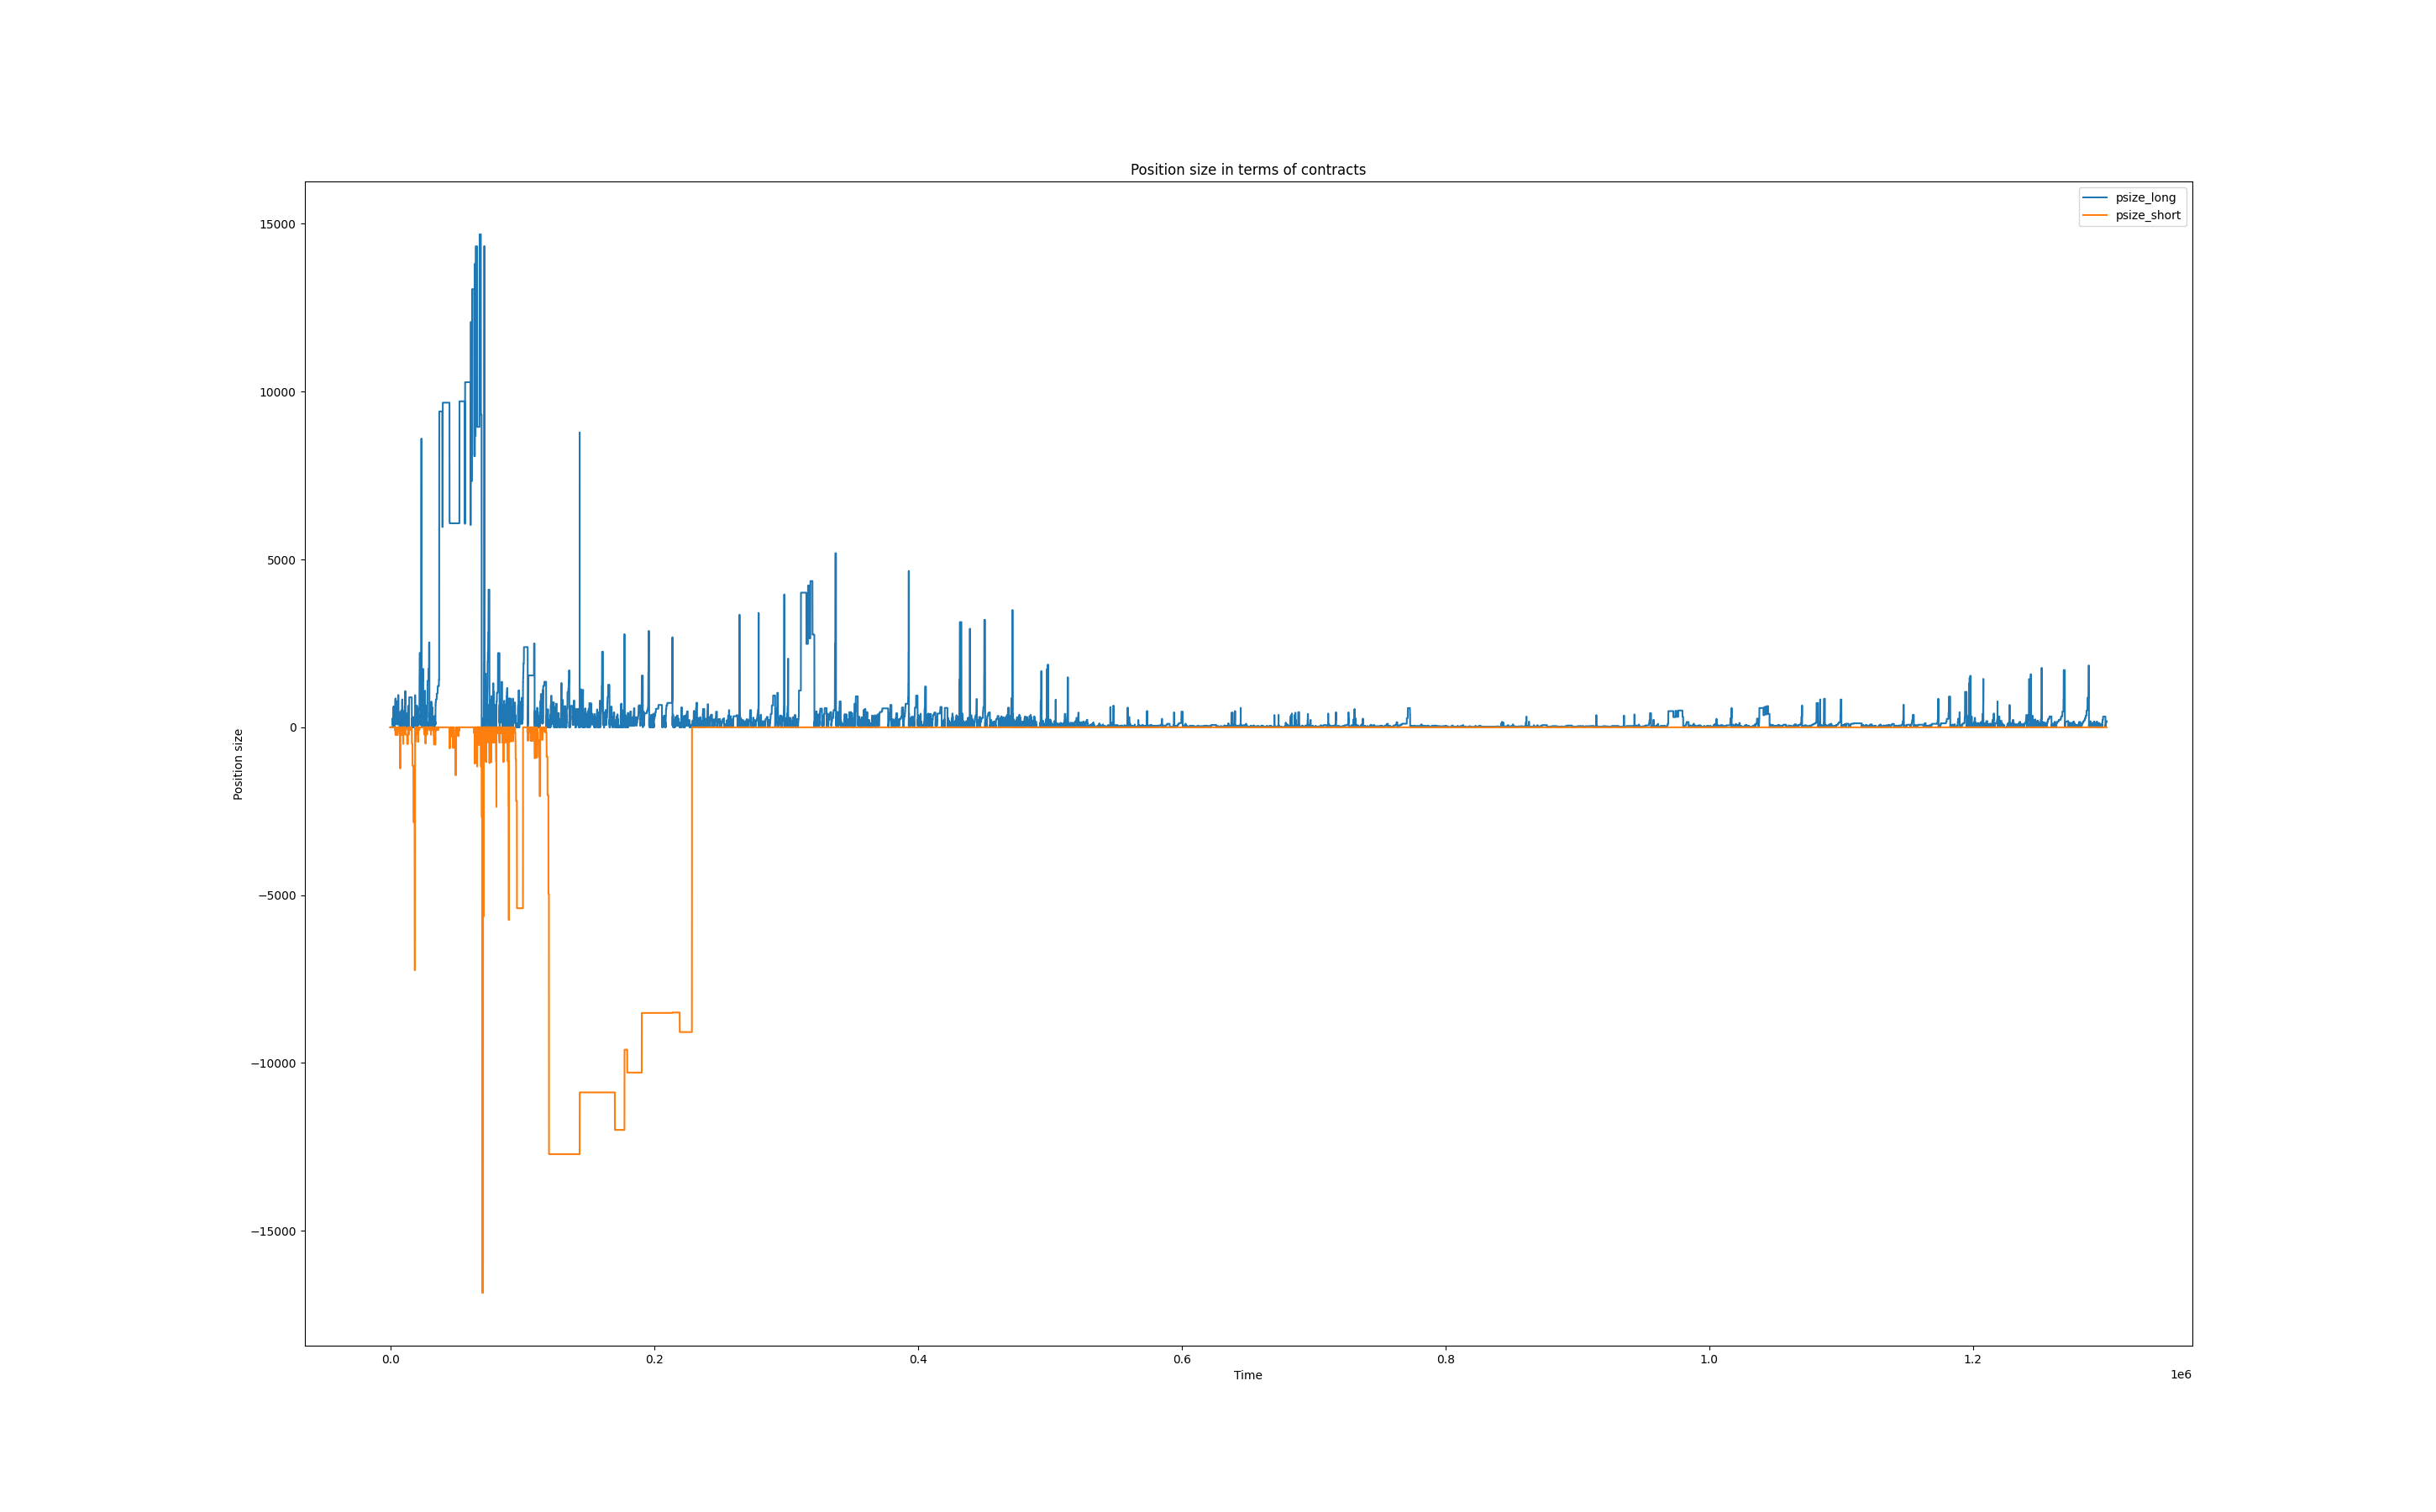 Position size in terms of contracts
psize_long
psize_short
15000
10000
5000
0
−5000
−10000
−15000
Position size
0.0
0.2
0.4
0.6
0.8
1.0
1.2
1e6
Time